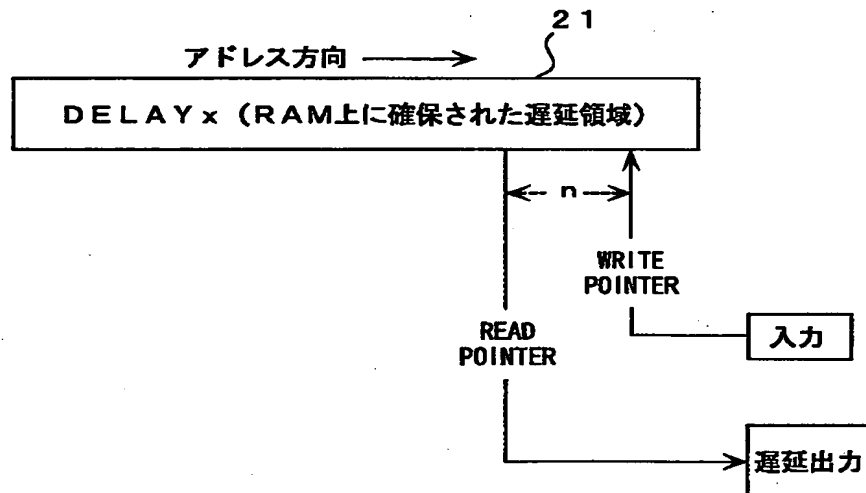 21
アドレス方向
DELAYx（RAM上に確保された遅延領域）
n
WRITE
POINTER
READ
POINTER
入力
遅延出力